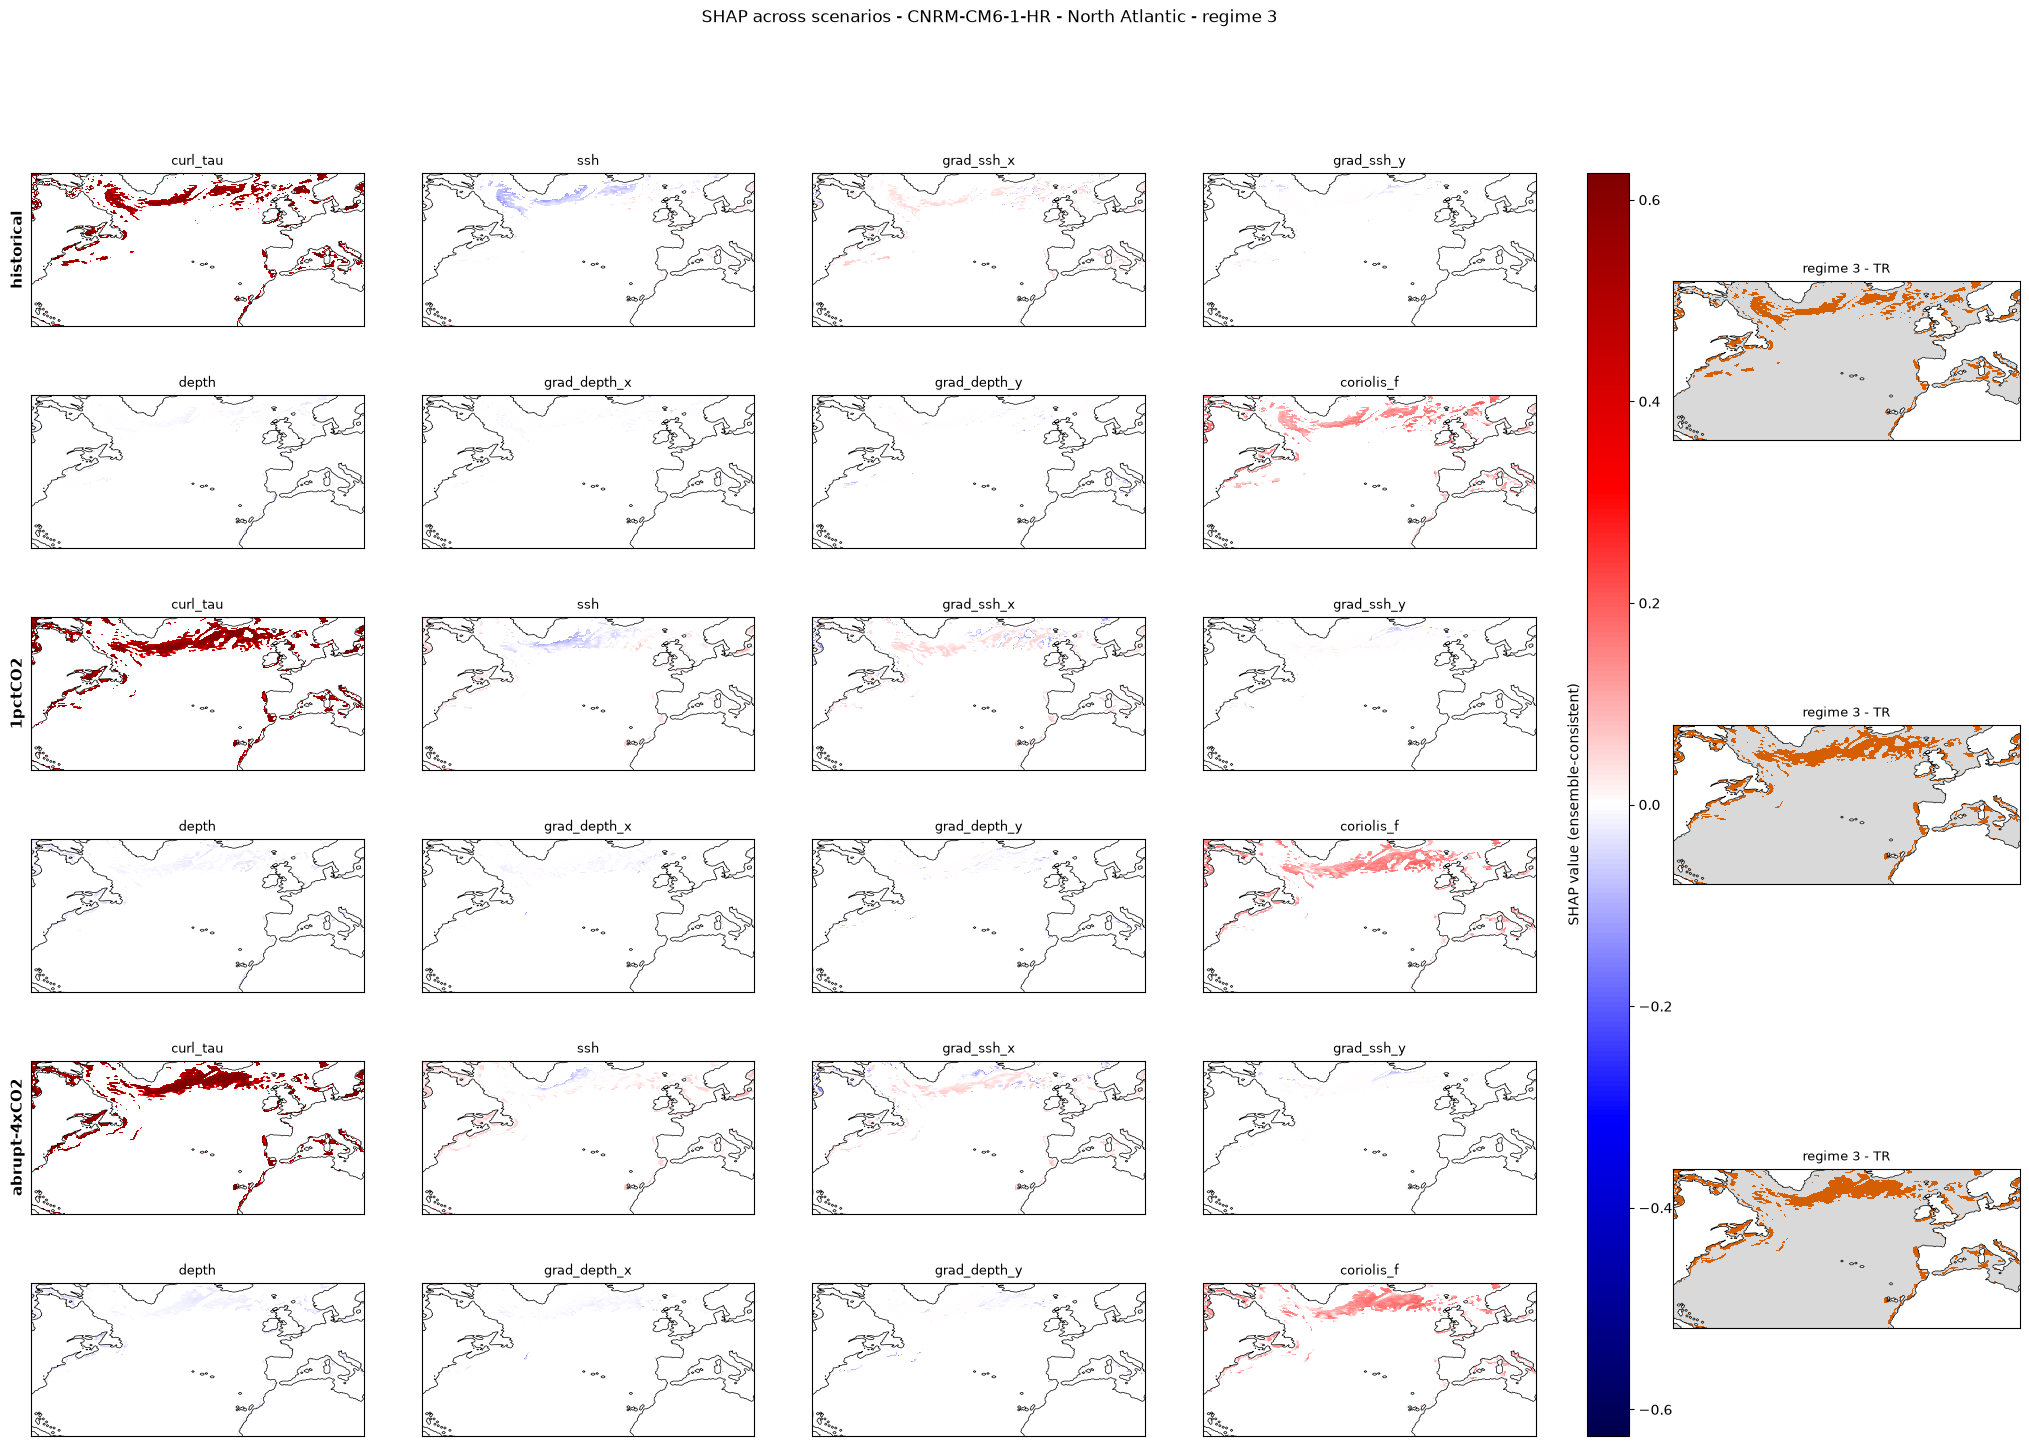 SHAP across scenarios - CNRM-CM6-1-HR - North Atlantic - regime 3
historical
curl_tau
ssh
grad_ssh_x
grad_ssh_y
depth
grad_depth_x
grad_depth_y
coriolis_f
1pctCO2
curl_tau
ssh
grad_ssh_x
grad_ssh_y
depth
grad_depth_x
grad_depth_y
coriolis_f
abrupt-4xCO2
curl_tau
ssh
grad_ssh_x
grad_ssh_y
depth
grad_depth_x
grad_depth_y
coriolis_f
SHAP value (ensemble-consistent)
0.6
0.4
0.2
0.0
−0.2
−0.4
−0.6
regime 3 - TR
regime 3 - TR
regime 3 - TR